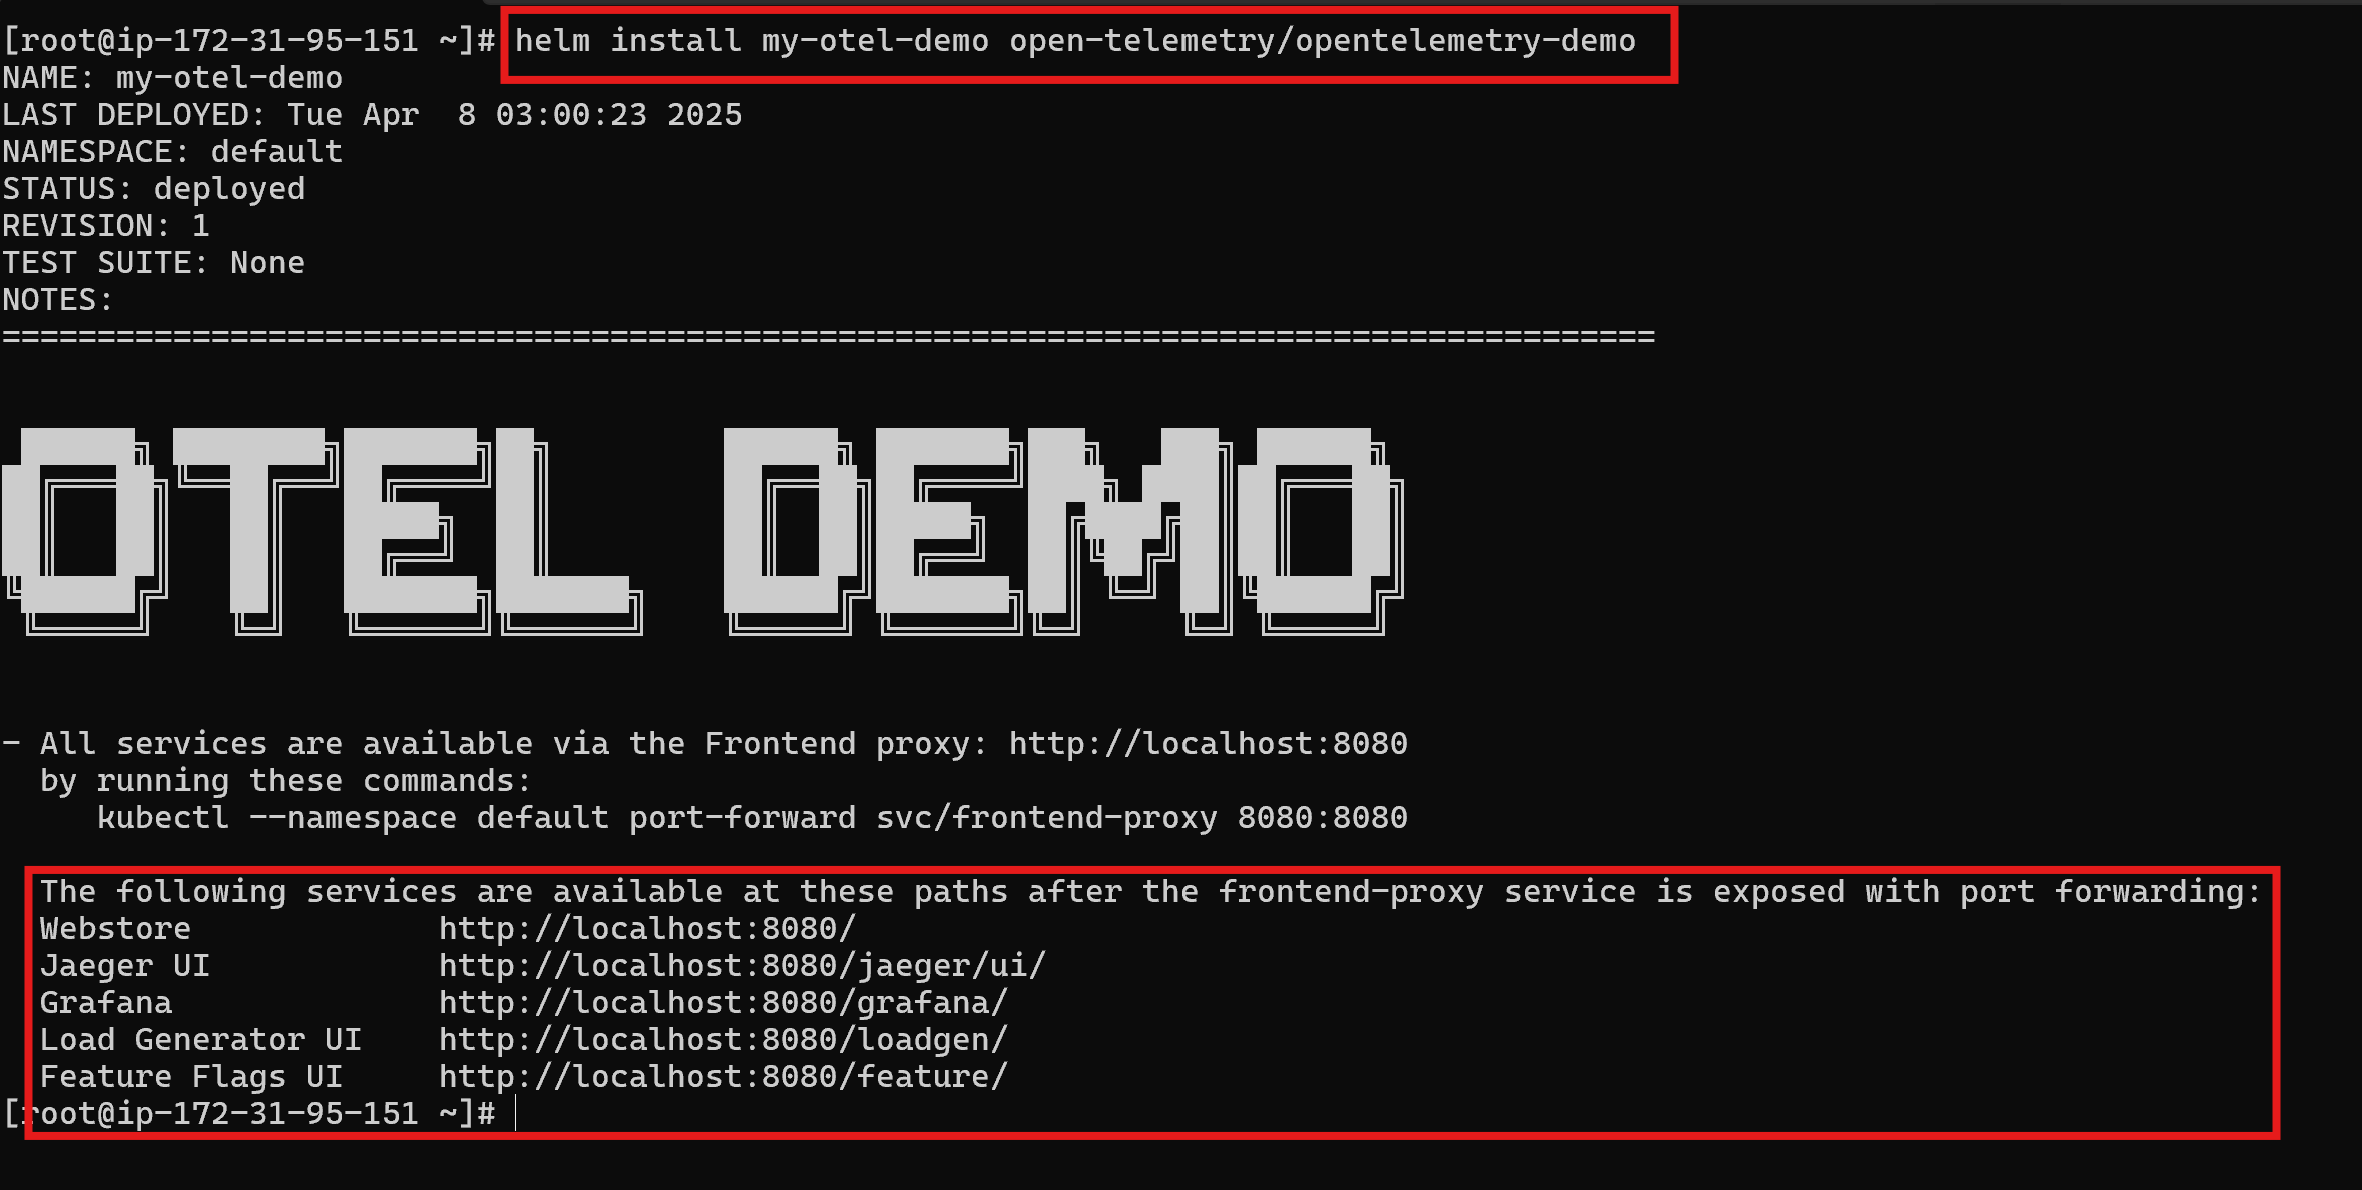 [root@ip-172-31-95-151 ~]# helm install my-otel-demo open-telemetry/opentelemetry-demo
NAME: my-otel-demo
LAST DEPLOYED: Tue Apr  8 03:00:23 2025
NAMESPACE: default
STATUS: deployed
REVISION: 1
TEST SUITE: None
NOTES:
=======================================================================================
OTEL DEMO
- All services are available via the Frontend proxy: http://localhost:8080
  by running these commands:
     kubectl --namespace default port-forward svc/frontend-proxy 8080:8080
  The following services are available at these paths after the frontend-proxy service is exposed with port forwarding:
  Webstore             http://localhost:8080/
  Jaeger UI            http://localhost:8080/jaeger/ui/
  Grafana              http://localhost:8080/grafana/
  Load Generator UI    http://localhost:8080/loadgen/
  Feature Flags UI     http://localhost:8080/feature/
[root@ip-172-31-95-151 ~]#